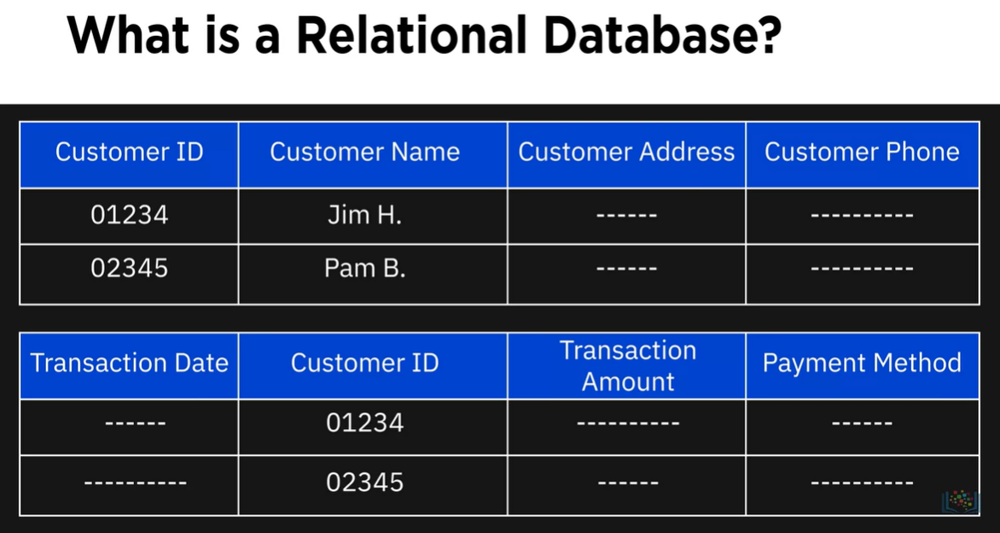 What is a Relational Database?
Customer ID Customer Name Customer Address Customer Phone
01234 Jim H. ------ ----------
02345 Pam B. ------ ----------
Transaction Date Customer ID Transaction Amount Payment Method
------ 01234 ---------- ------
---------- 02345 ------ ----------